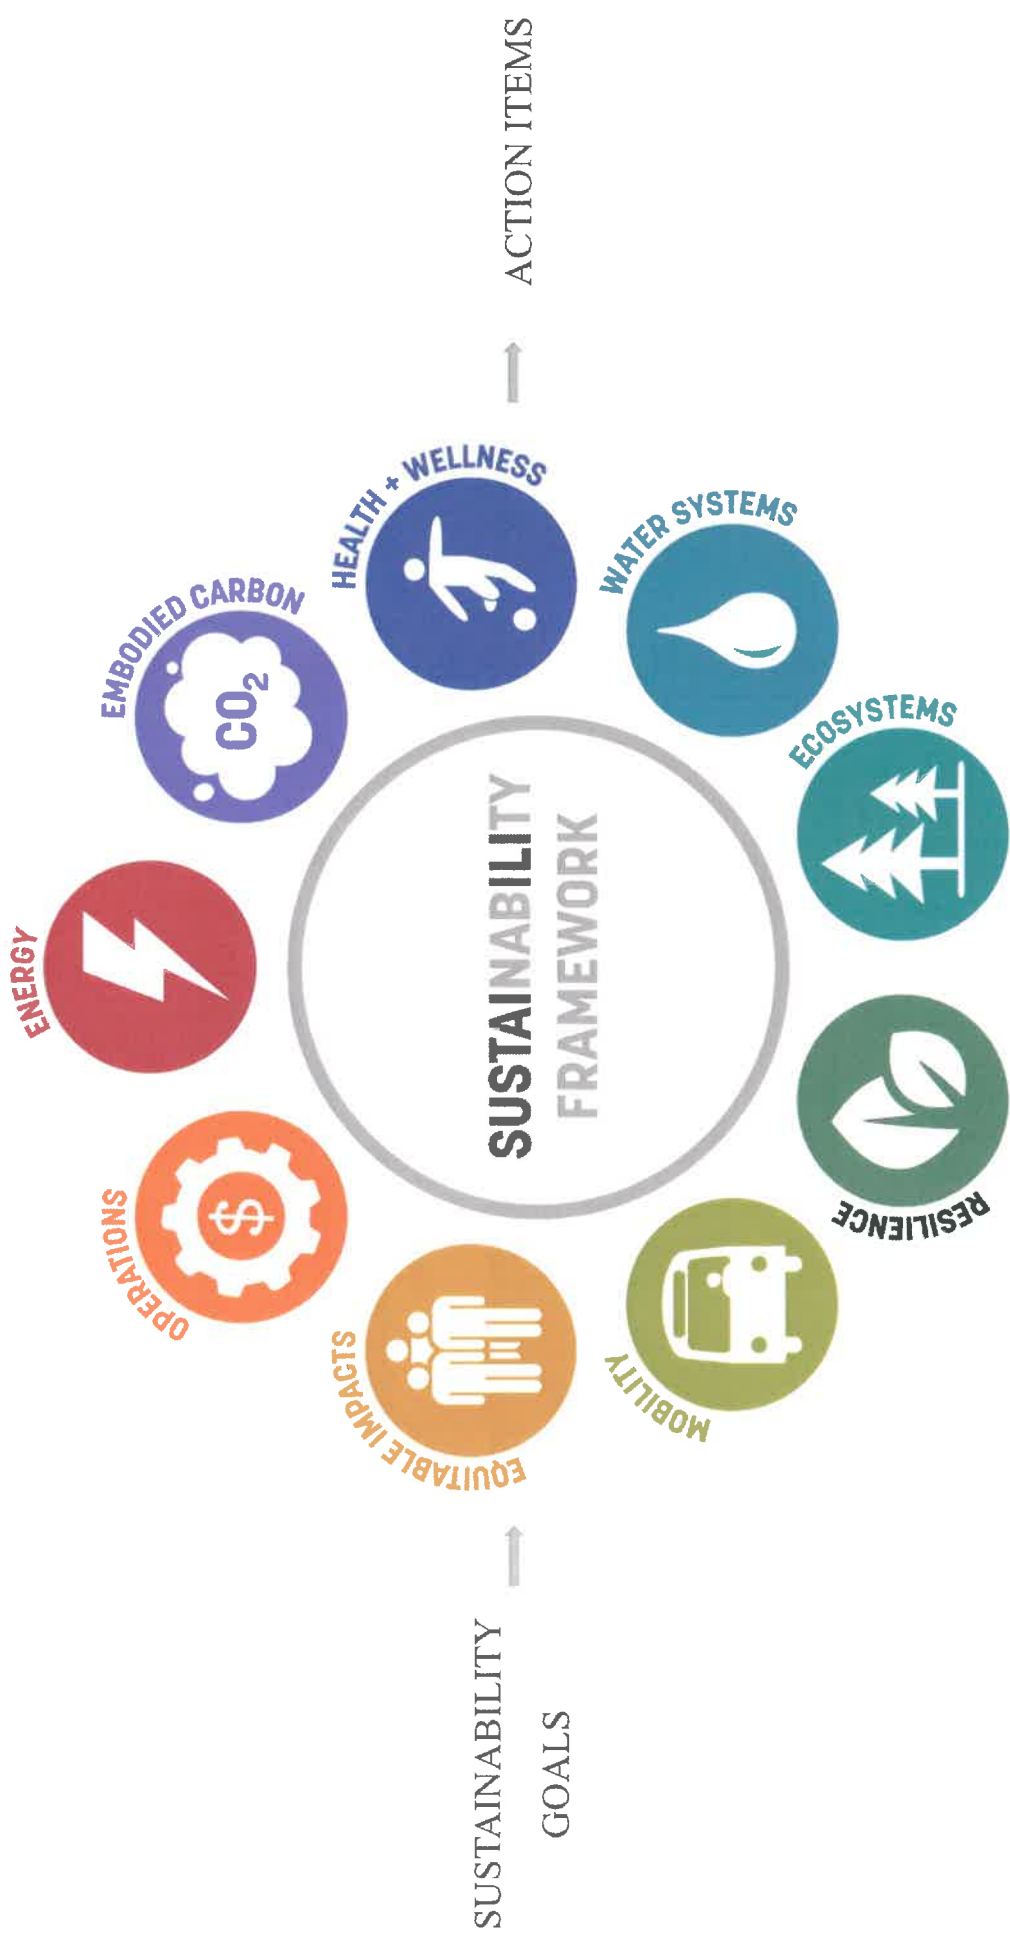 SUSTAINABILITY
GOALS
SUSTAINABILITY
FRAMEWORK
ENERGY
EMBODIED CARBON
CO₂
HEALTH + WELLNESS
WATER SYSTEMS
ECOSYSTEMS
RESILIENCE
MOBILITY
EQUITABLE IMPACTS
OPERATIONS
$
ACTION ITEMS